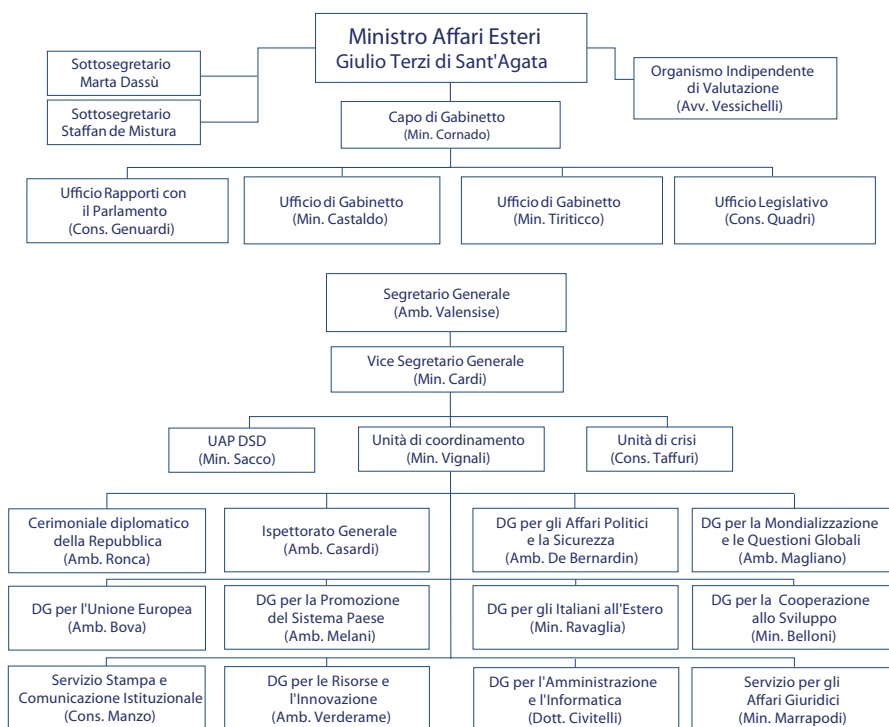 Ministro Affari Esteri
Giulio Terzi di Sant'Agata
Sottosegretario
Marta Dassù
Sottosegretario
Staffan de Mistura
Organismo Indipendente
di Valutazione
(Avv. Vessichelli)
Capo di Gabinetto
(Min. Cornado)
Ufficio Rapporti con
il Parlamento
(Cons. Genuardi)
Ufficio di Gabinetto
(Min. Castaldo)
Ufficio di Gabinetto
(Min. Tiriticco)
Ufficio Legislativo
(Cons. Quadri)
Segretario Generale
(Amb. Valensise)
Vice Segretario Generale
(Min. Cardi)
UAP DSD
(Min. Sacco)
Unità di coordinamento
(Min. Vignali)
Unità di crisi
(Cons. Taffuri)
Cerimoniale diplomatico
della Repubblica
(Amb. Ronca)
Ispettorato Generale
(Amb. Casardi)
DG per gli Affari Politici
e la Sicurezza
(Amb. De Bernardin)
DG per la Mondializzazione
e le Questioni Globali
(Amb. Magliano)
DG per l'Unione Europea
(Amb. Bova)
DG per la Promozione
del Sistema Paese
(Amb. Melani)
DG per gli Italiani all'Estero
(Min. Ravaglia)
DG per la Cooperazione
allo Sviluppo
(Min. Belloni)
Servizio Stampa e
Comunicazione Istituzionale
(Cons. Manzo)
DG per le Risorse e
l'Innovazione
(Amb. Verderame)
DG per l'Amministrazione
e l'Informatica
(Dott. Civitelli)
Servizio per gli
Affari Giuridici
(Min. Marrapodi)